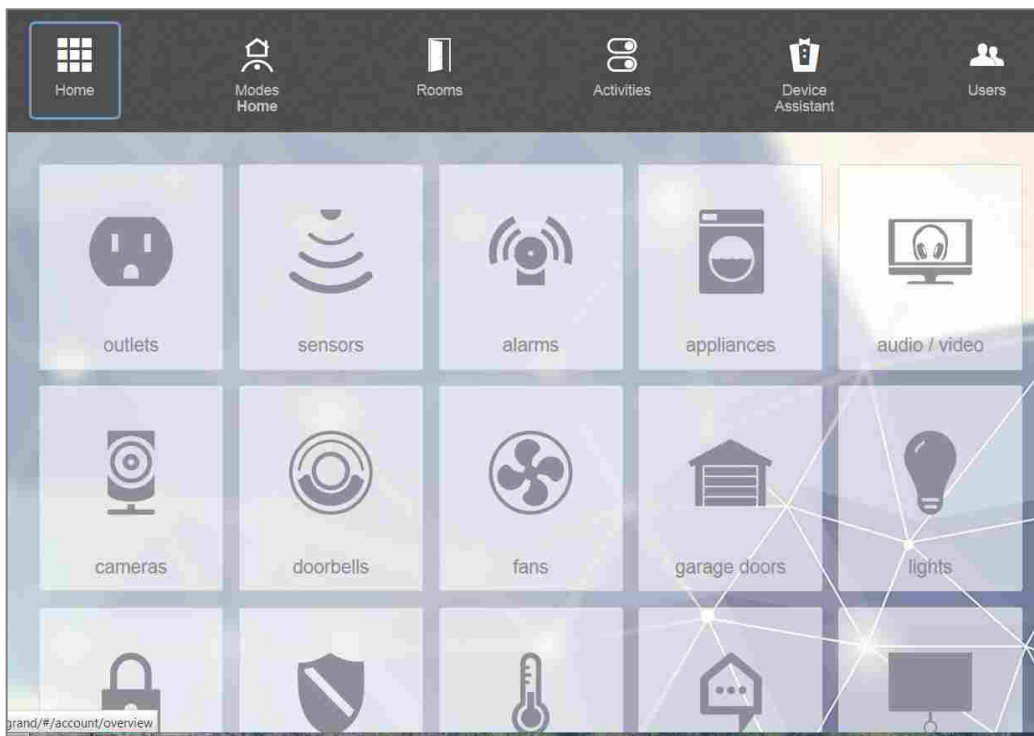 Home
Modes
Home
Rooms
Activities
Device
Assistant
Users
outlets
sensors
alarms
appliances
audio / video
cameras
doorbells
fans
garage doors
lights
grand/#/account/overview